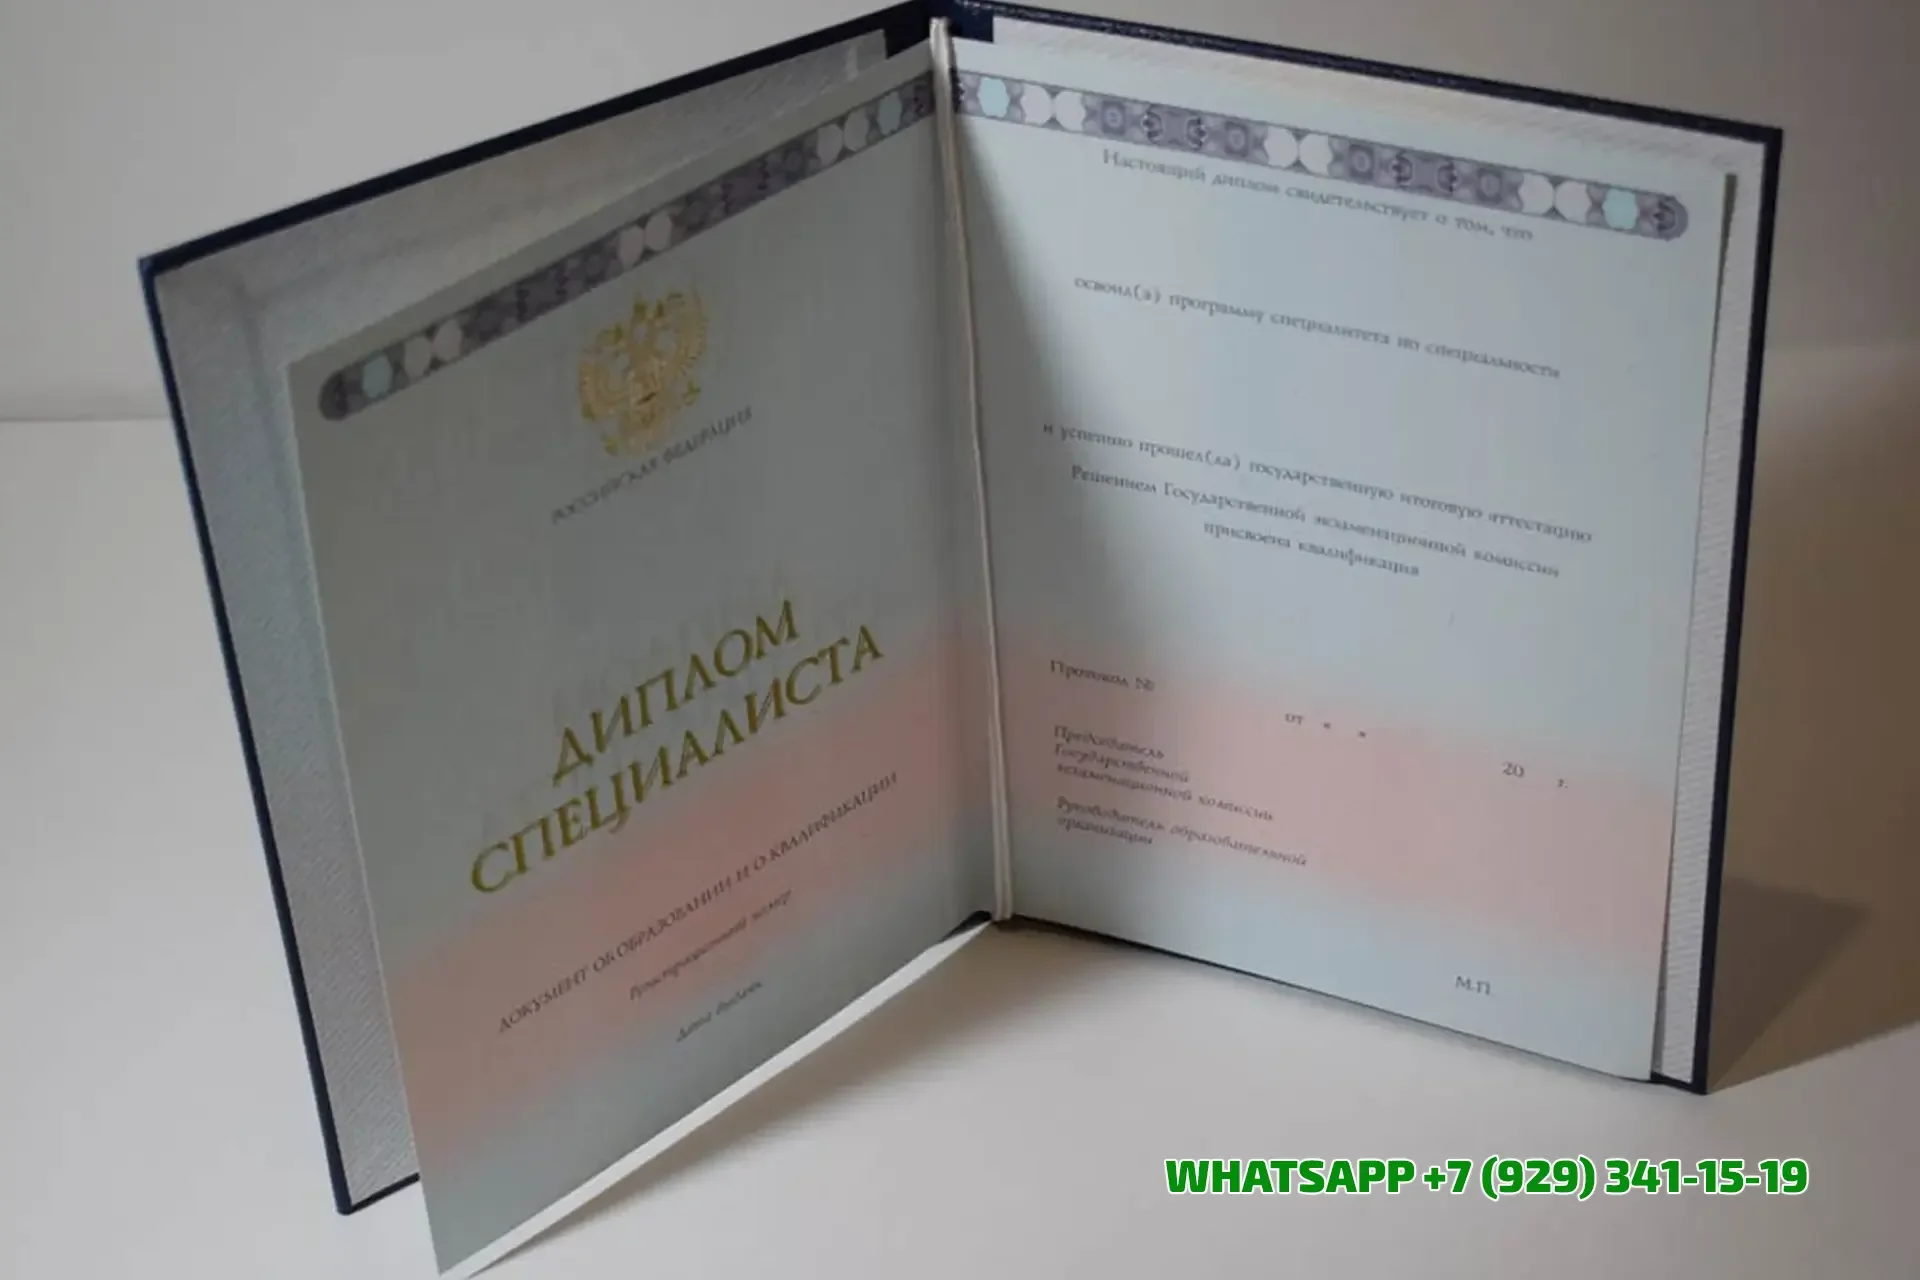 РОССИЙСКАЯ ФЕДЕРАЦИЯ
ДИПЛОМ
СПЕЦИАЛИСТА
ДОКУМЕНТ ОБ ОБРАЗОВАНИИ И О КВАЛИФИКАЦИИ
Регистрационный номер
Дата выдачи
Настоящий диплом свидетельствует о том, что
освоил(а) программу специалитета по специальности
и успешно прошел(ла) государственную итоговую аттестацию
Решением Государственной экзаменационной комиссии
присвоена квалификация
Протокол №
от « »
20 г.
Председатель
Государственной
экзаменационной комиссии
Руководитель образовательной
организации
М.П.
WHATSAPP +7 (929) 341-15-19